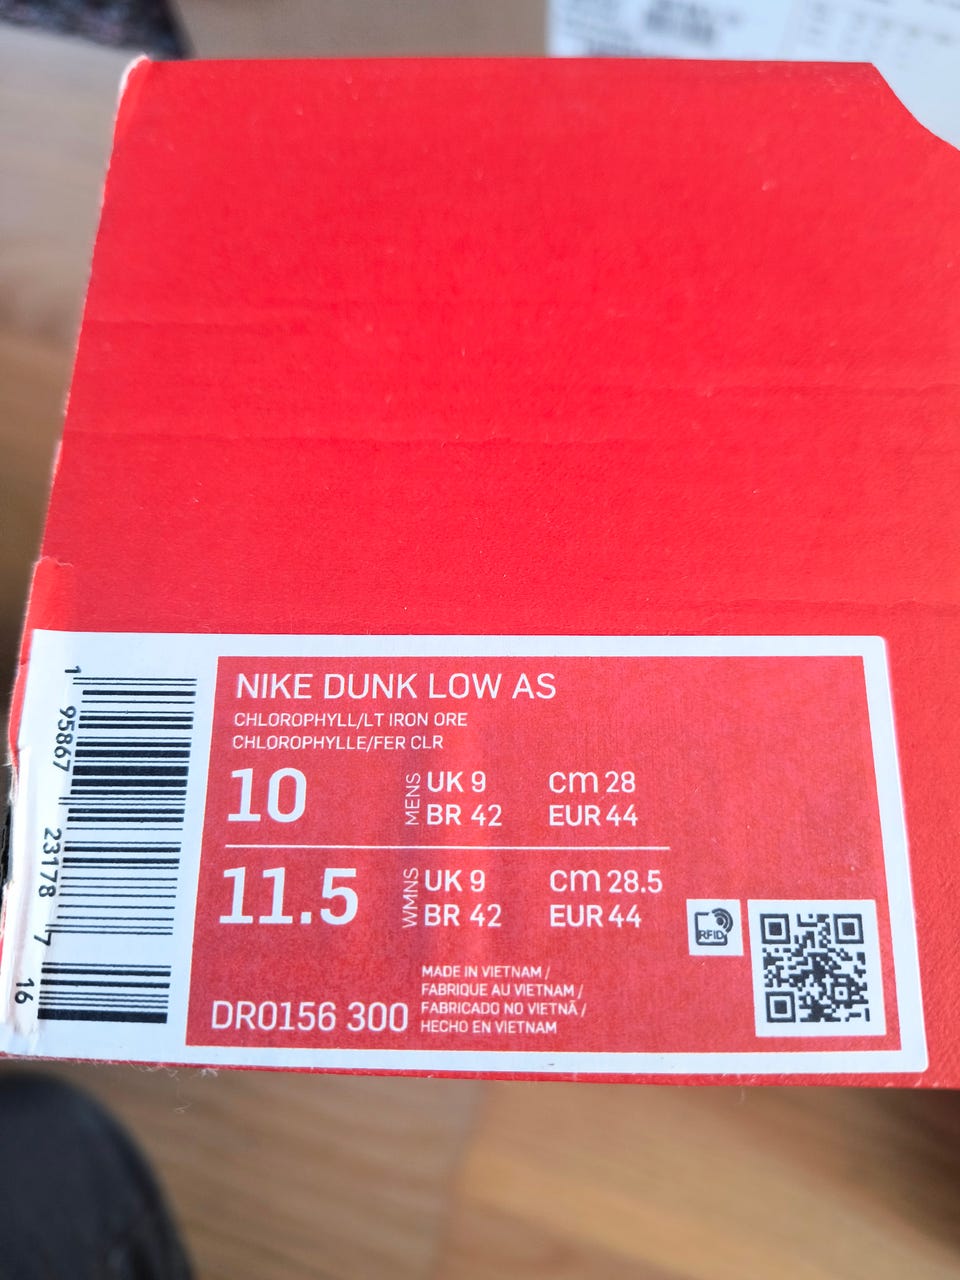 NIKE DUNK LOW AS
CHLOROPHYLL/LT IRON ORE
CHLOROPHYLLE/FER CLR
10 MENS UK 9 cm 28
BR 42 EUR 44
11.5 WMNS UK 9 cm 28.5
BR 42 EUR 44
RFID
MADE IN VIETNAM /
FABRIQUE AU VIETNAM /
FABRICADO NO VIETNÃ /
HECHO EN VIETNAM
DR0156 300
1 95867 23178 7 16